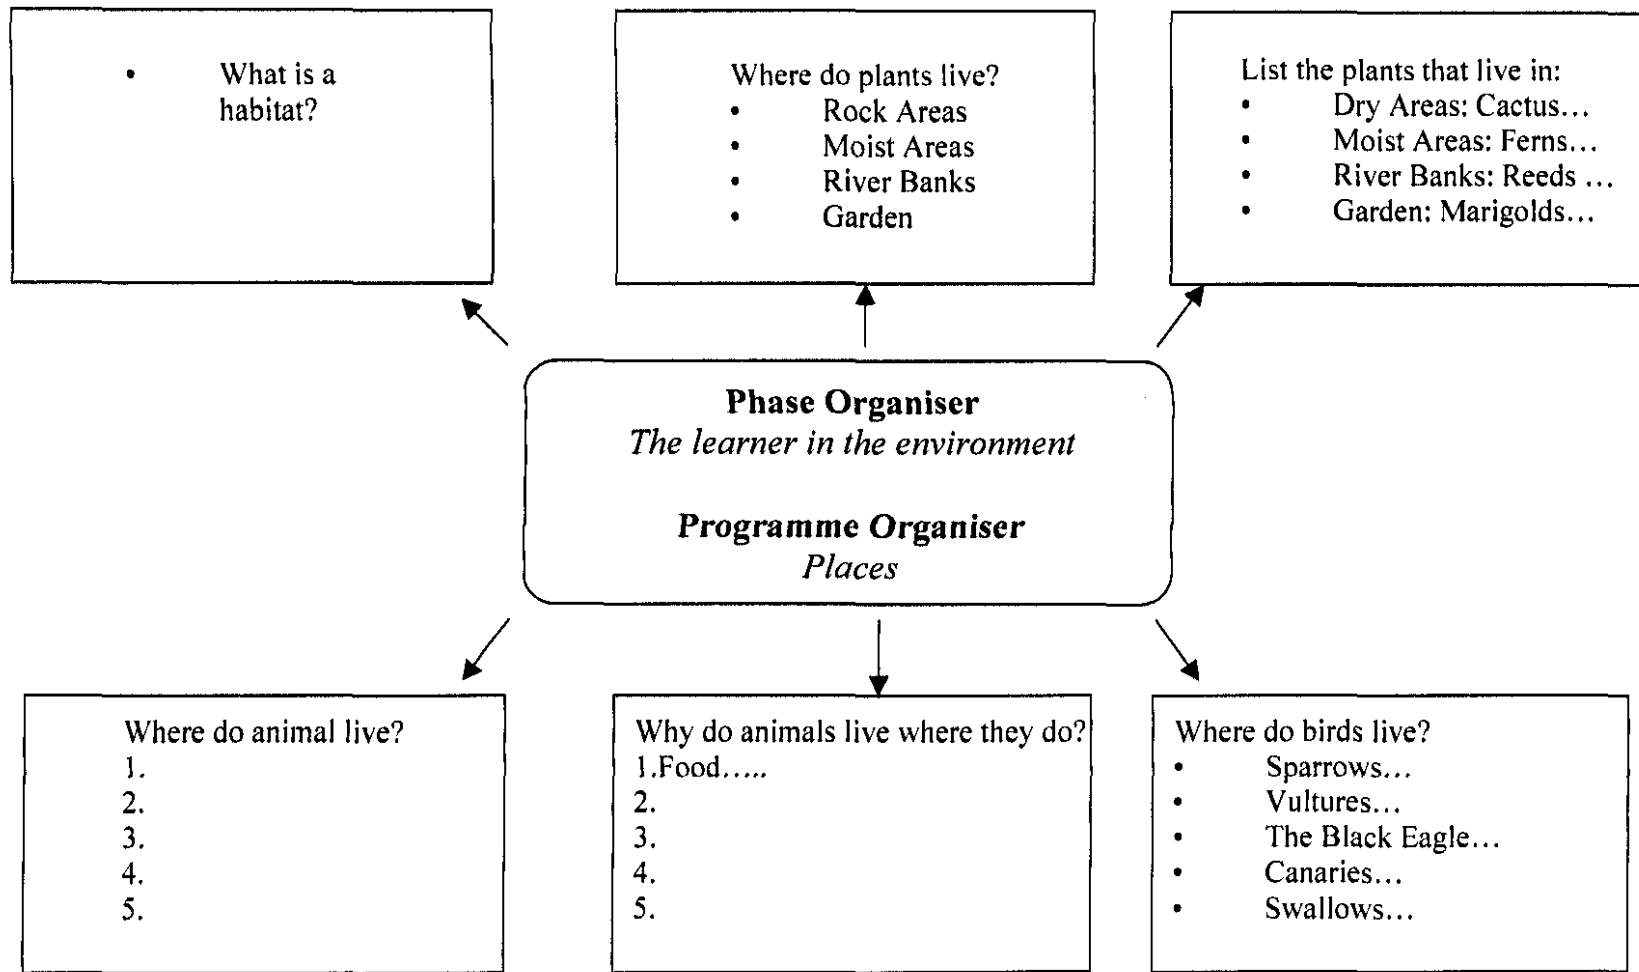 • What is a
habitat?
Where do plants live?
• Rock Areas
• Moist Areas
• River Banks
• Garden
List the plants that live in:
• Dry Areas: Cactus...
• Moist Areas: Ferns...
• River Banks: Reeds ...
• Garden: Marigolds...
Phase Organiser
The learner in the environment
Programme Organiser
Places
Where do animal live?
1.
2.
3.
4.
5.
Why do animals live where they do?
1.Food.....
2.
3.
4.
5.
Where do birds live?
• Sparrows...
• Vultures...
• The Black Eagle...
• Canaries...
• Swallows...